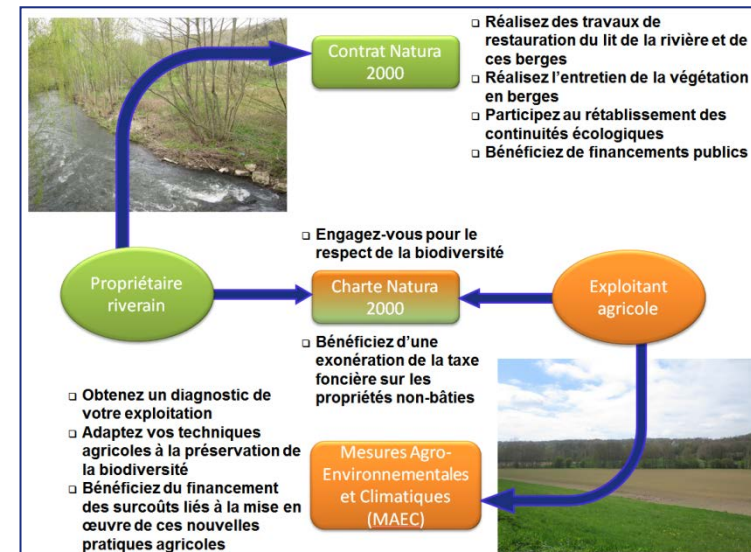 Contrat Natura
2000
❑ Réalisez des travaux de
restauration du lit de la rivière et de
ces berges
❑ Réalisez l'entretien de la végétation
en berges
❑ Participez au rétablissement des
continuités écologiques
❑ Bénéficiez de financements publics
Propriétaire
riverain
❑ Engagez-vous pour le
respect de la biodiversité
Charte Natura
2000
❑ Bénéficiez d'une
exonération de la taxe
foncière sur les
propriétés non-bâties
Exploitant
agricole
❑ Obtenez un diagnostic de
votre exploitation
❑ Adaptez vos techniques
agricoles à la préservation de
la biodiversité
❑ Bénéficiez du financement
des surcoûts liés à la mise en
œuvre de ces nouvelles
pratiques agricoles
Mesures Agro-
Environnementales
et Climatiques
(MAEC)